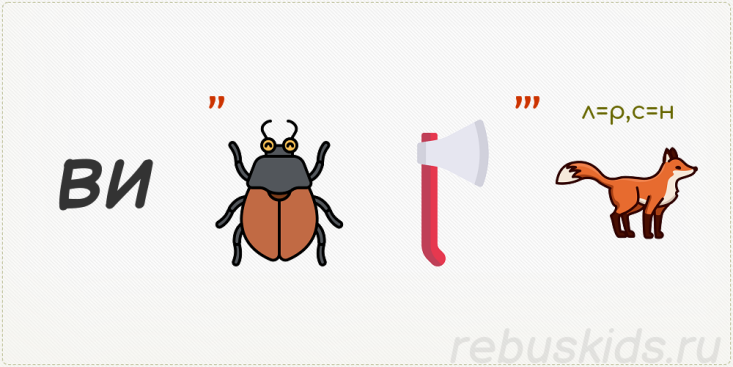 ” ”’ л=р,с=н
ВИ
rebuskids.ru